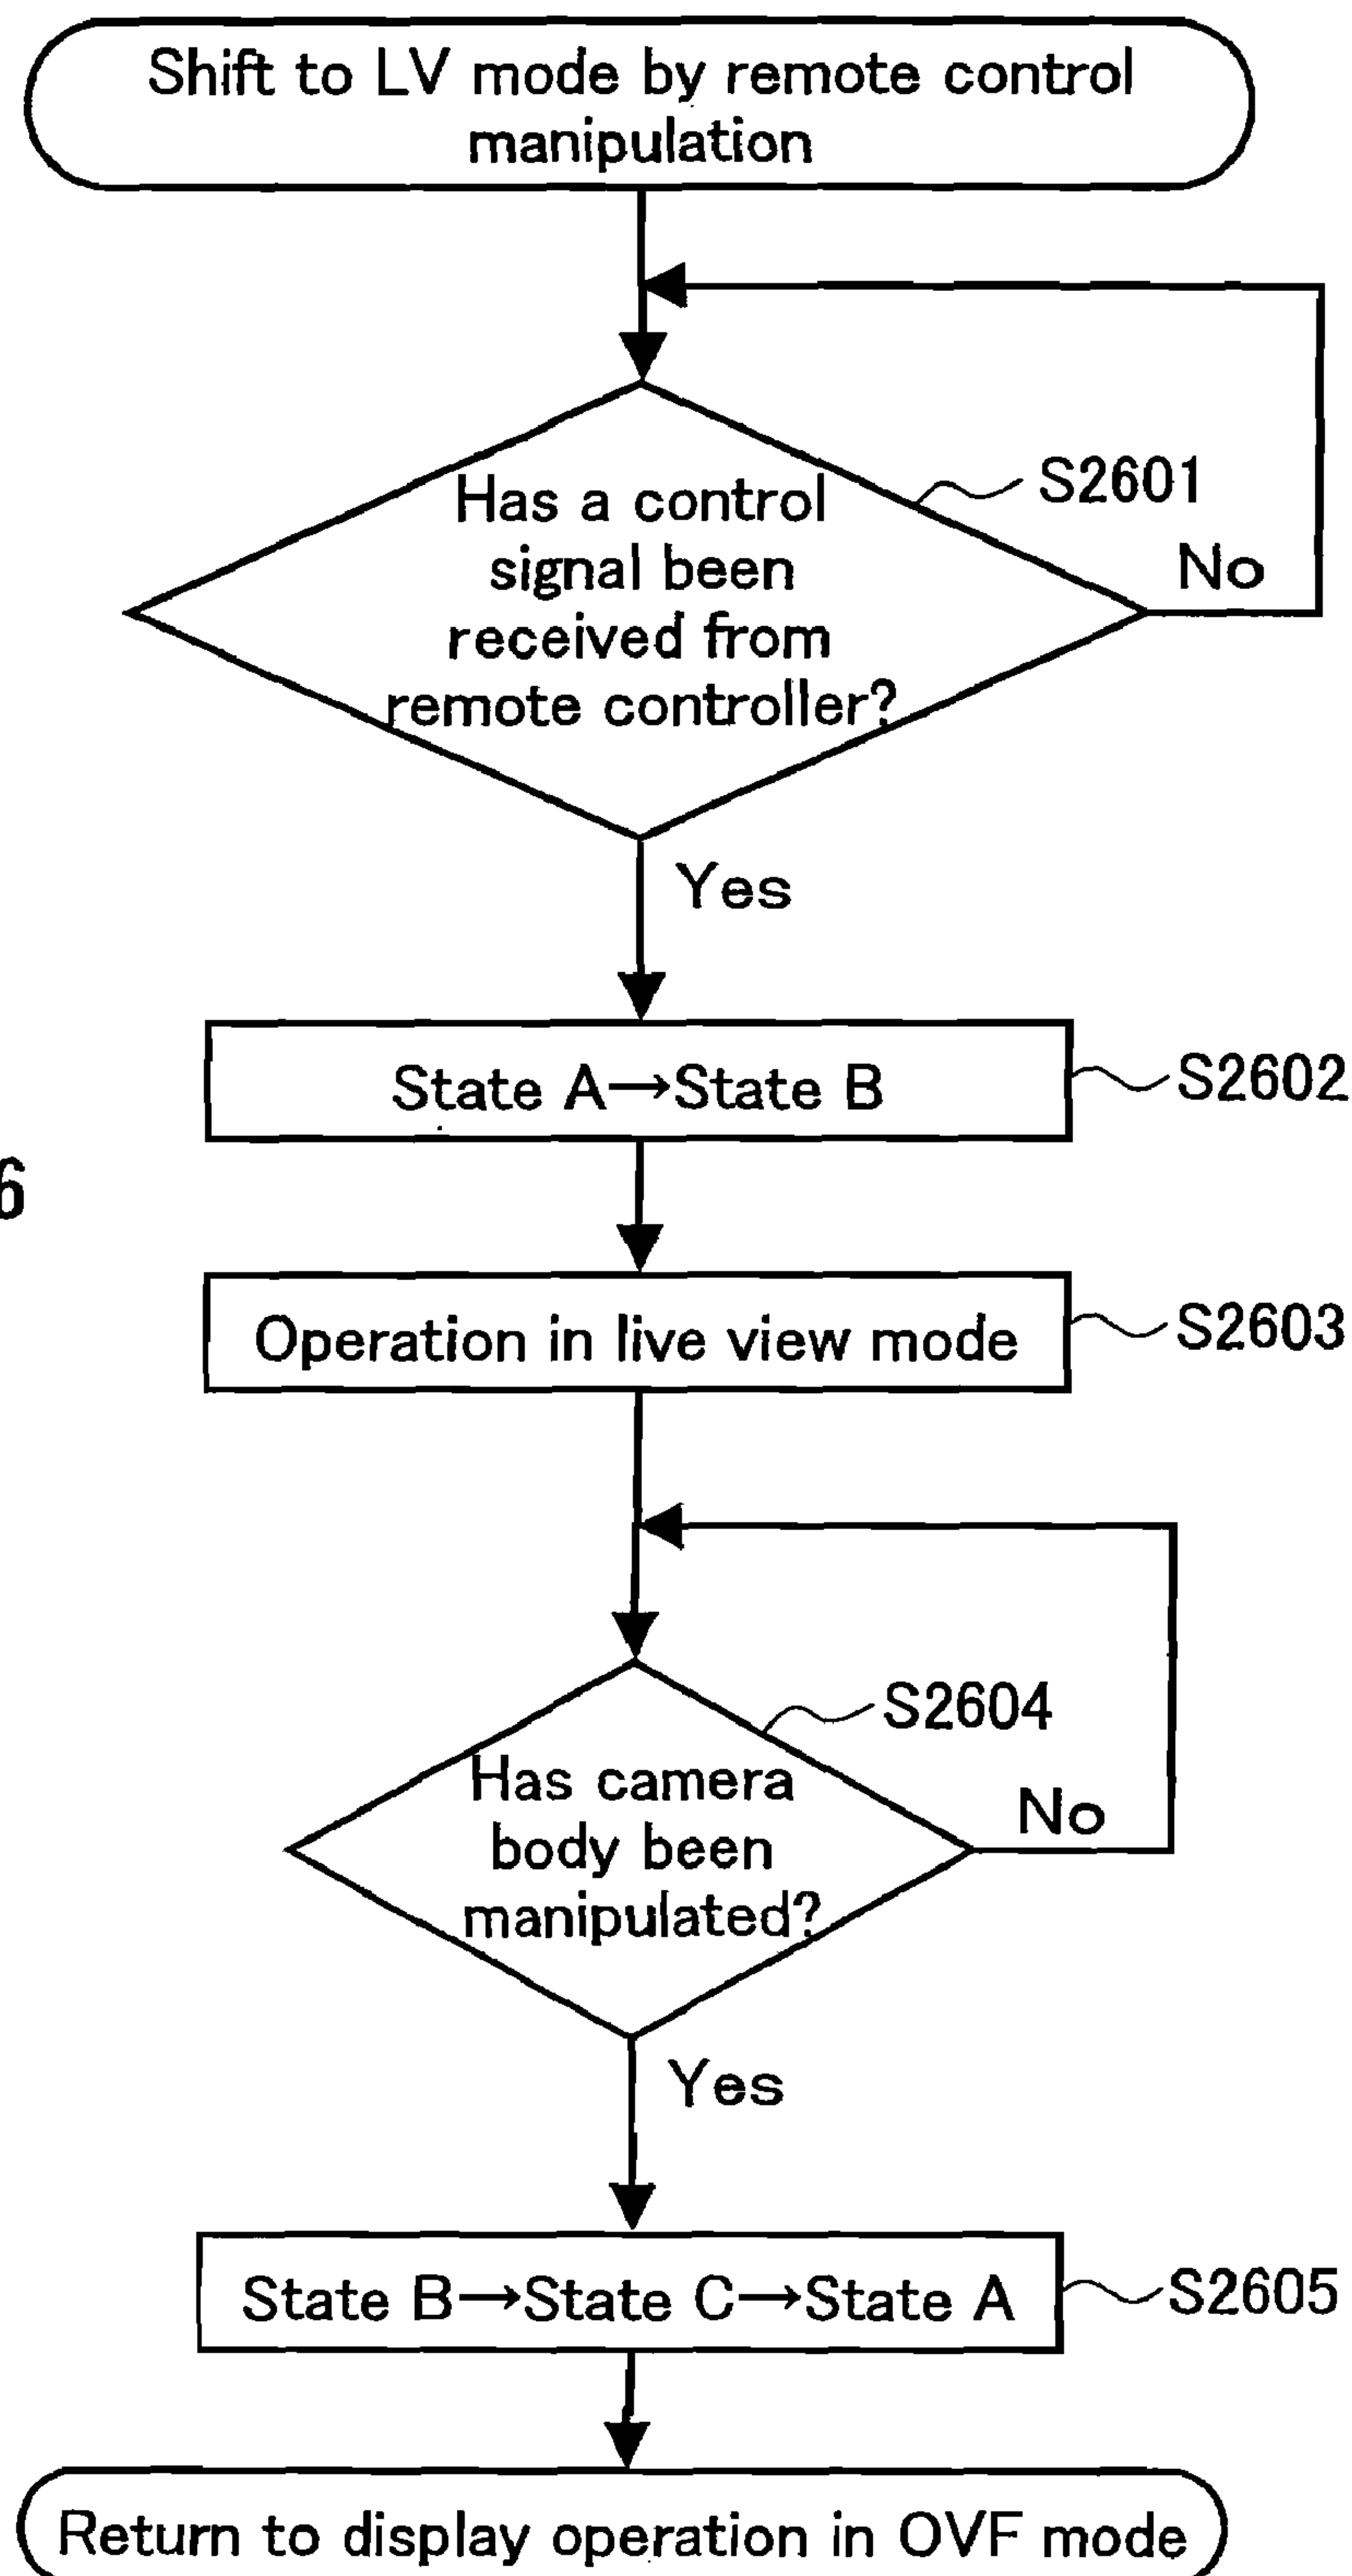 Shift to LV mode by remote control
manipulation
Has a control
signal been
received from
remote controller?
S2601
No
Yes
State A→State B
S2602
6
Operation in live view mode
S2603
Has camera
body been
manipulated?
S2604
No
Yes
State B→State C→State A
S2605
Return to display operation in OVF mode